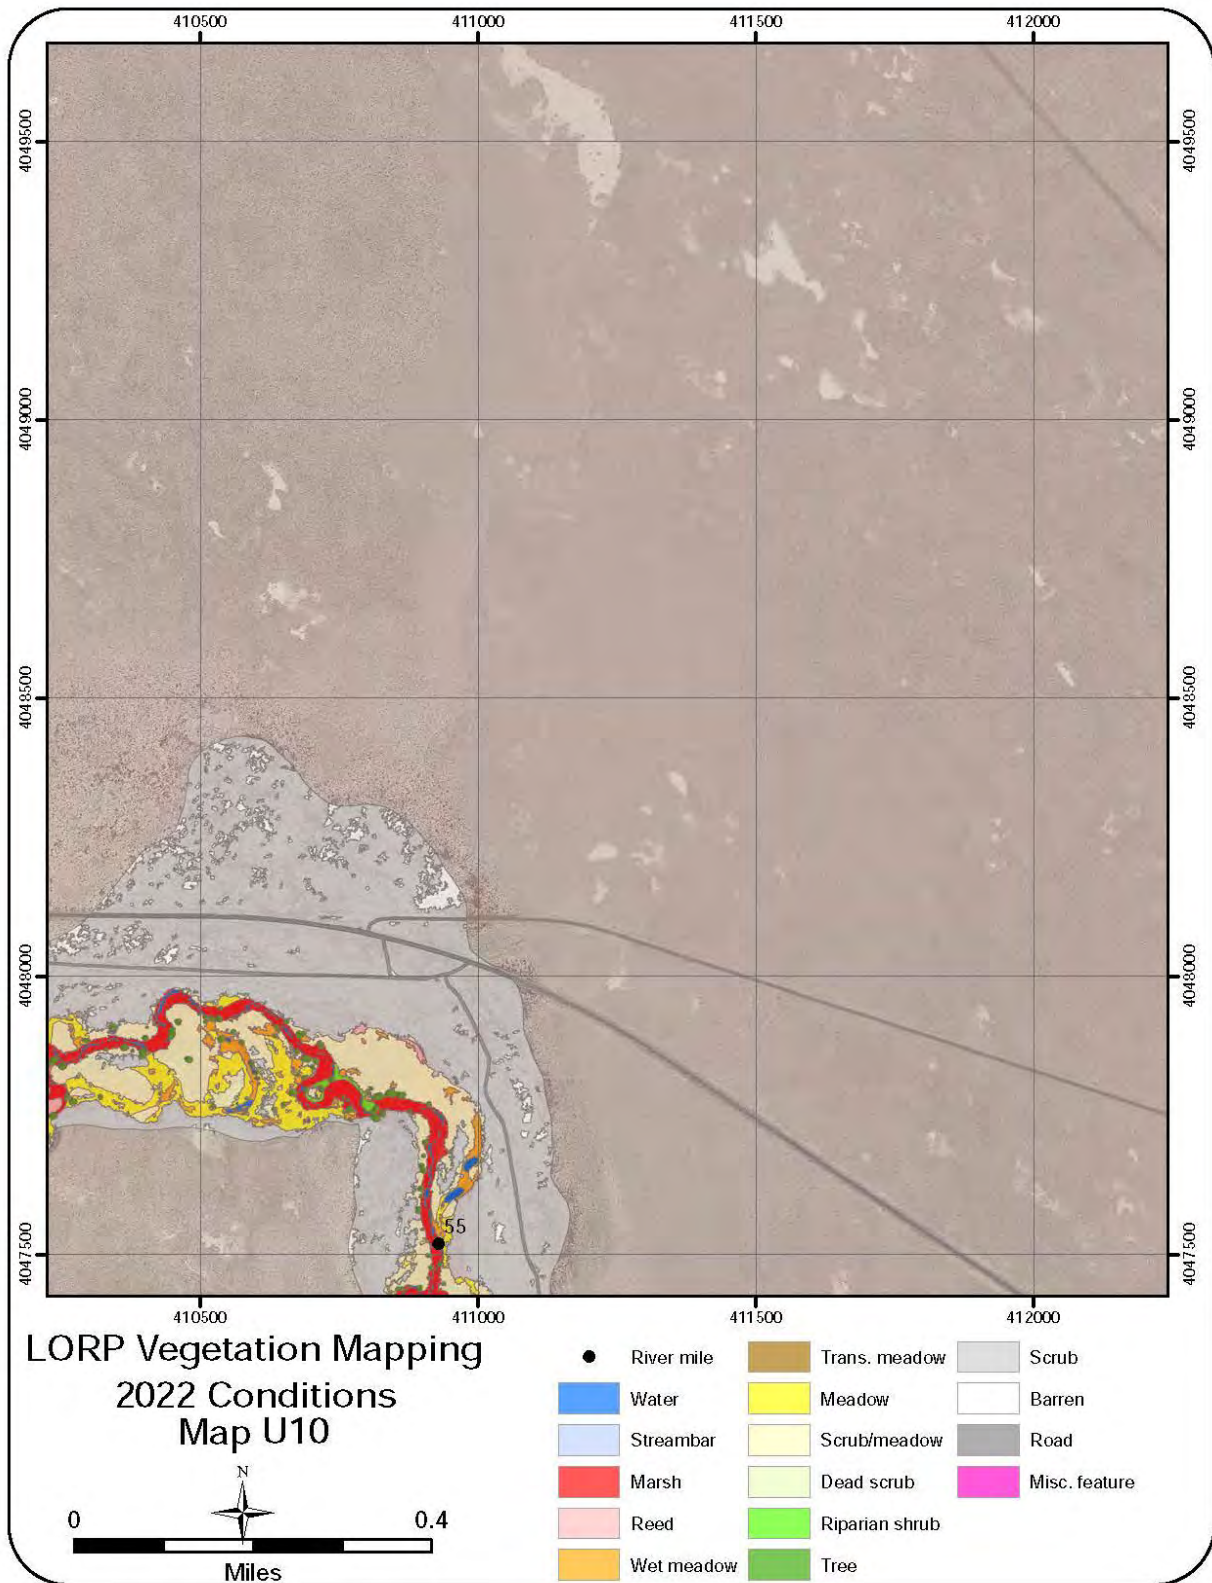 410500 411000 411500 412000
4049500 4049500
4049000 4049000
4048500 4048500
4048000 4048000
55
4047500 4047500
410500 411000 411500 412000
LORP Vegetation Mapping
2022 Conditions
Map U10
N
0 0.4
Miles
River mile
Water
Streambar
Marsh
Reed
Wet meadow
Trans. meadow
Meadow
Scrub/meadow
Dead scrub
Riparian shrub
Tree
Scrub
Barren
Road
Misc. feature